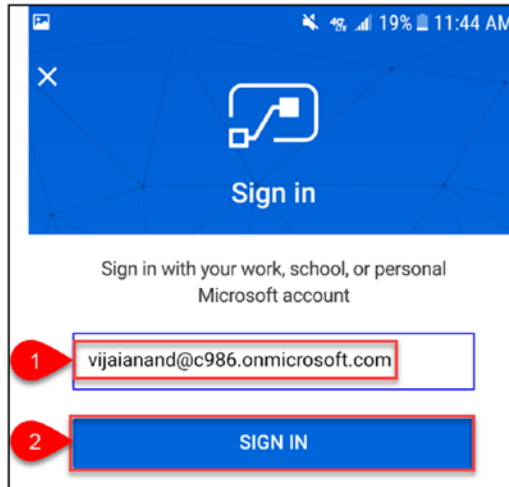 4G 19% 11:44 AM
Sign in
Sign in with your work, school, or personal
Microsoft account
1 vijaianand@c986.onmicrosoft.com
2 SIGN IN